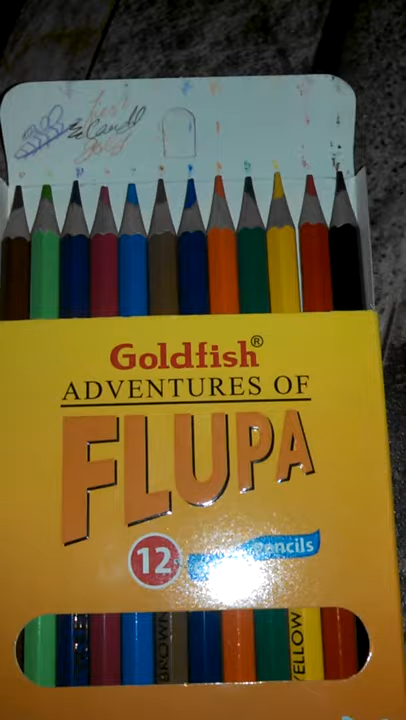 Goldfish®
ADVENTURES OF
FLUPA
12 pencils
BROWN
YELLOW